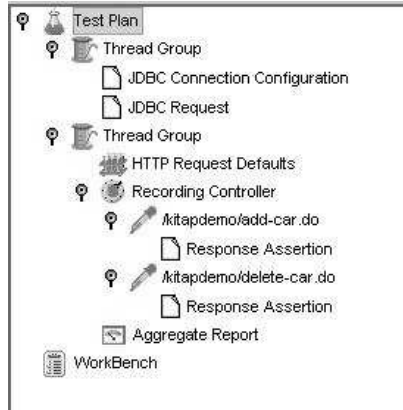 Test Plan
Thread Group
JDBC Connection Configuration
JDBC Request
Thread Group
HTTP Request Defaults
Recording Controller
/kitapdemo/add-car.do
Response Assertion
/kitapdemo/delete-car.do
Response Assertion
Aggregate Report
WorkBench